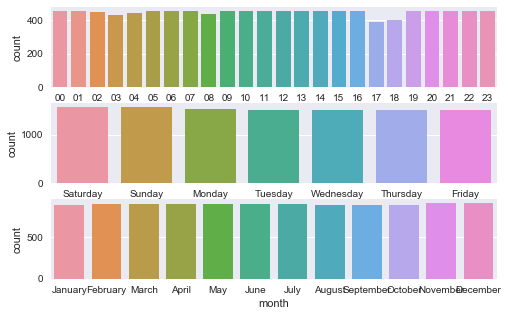 400
200
0
count
00 01 02 03 04 05 06 07 08 09 10 11 12 13 14 15 16 17 18 19 20 21 22 23
1000
0
count
Saturday Sunday Monday Tuesday Wednesday Thursday Friday
500
0
count
January February March April May June July August September October November December
month